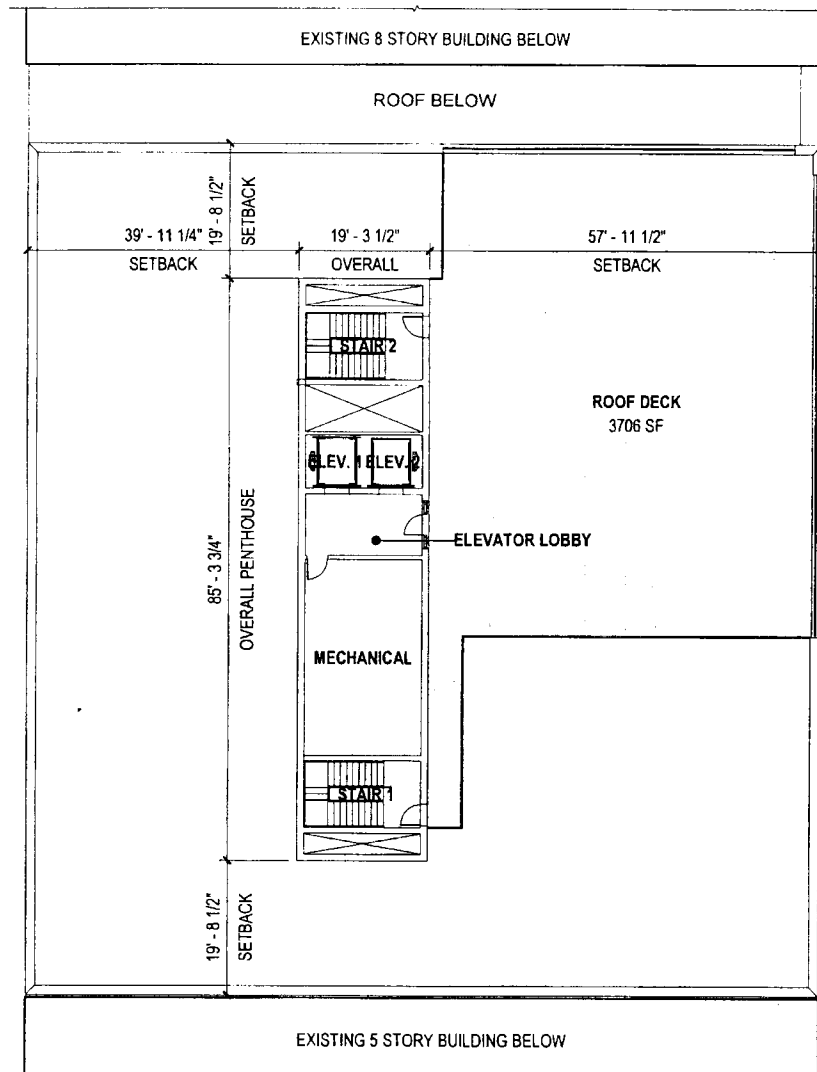 EXISTING 8 STORY BUILDING BELOW
ROOF BELOW
19' - 8 1/2"
SETBACK
39' - 11 1/4"
SETBACK
19' - 3 1/2"
OVERALL
57' - 11 1/2"
SETBACK
STAIR 2
ROOF DECK
3706 SF
ELEV. 1
ELEV. 2
85' - 3 3/4"
OVERALL PENTHOUSE
ELEVATOR LOBBY
MECHANICAL
STAIR 1
19' - 8 1/2"
SETBACK
EXISTING 5 STORY BUILDING BELOW